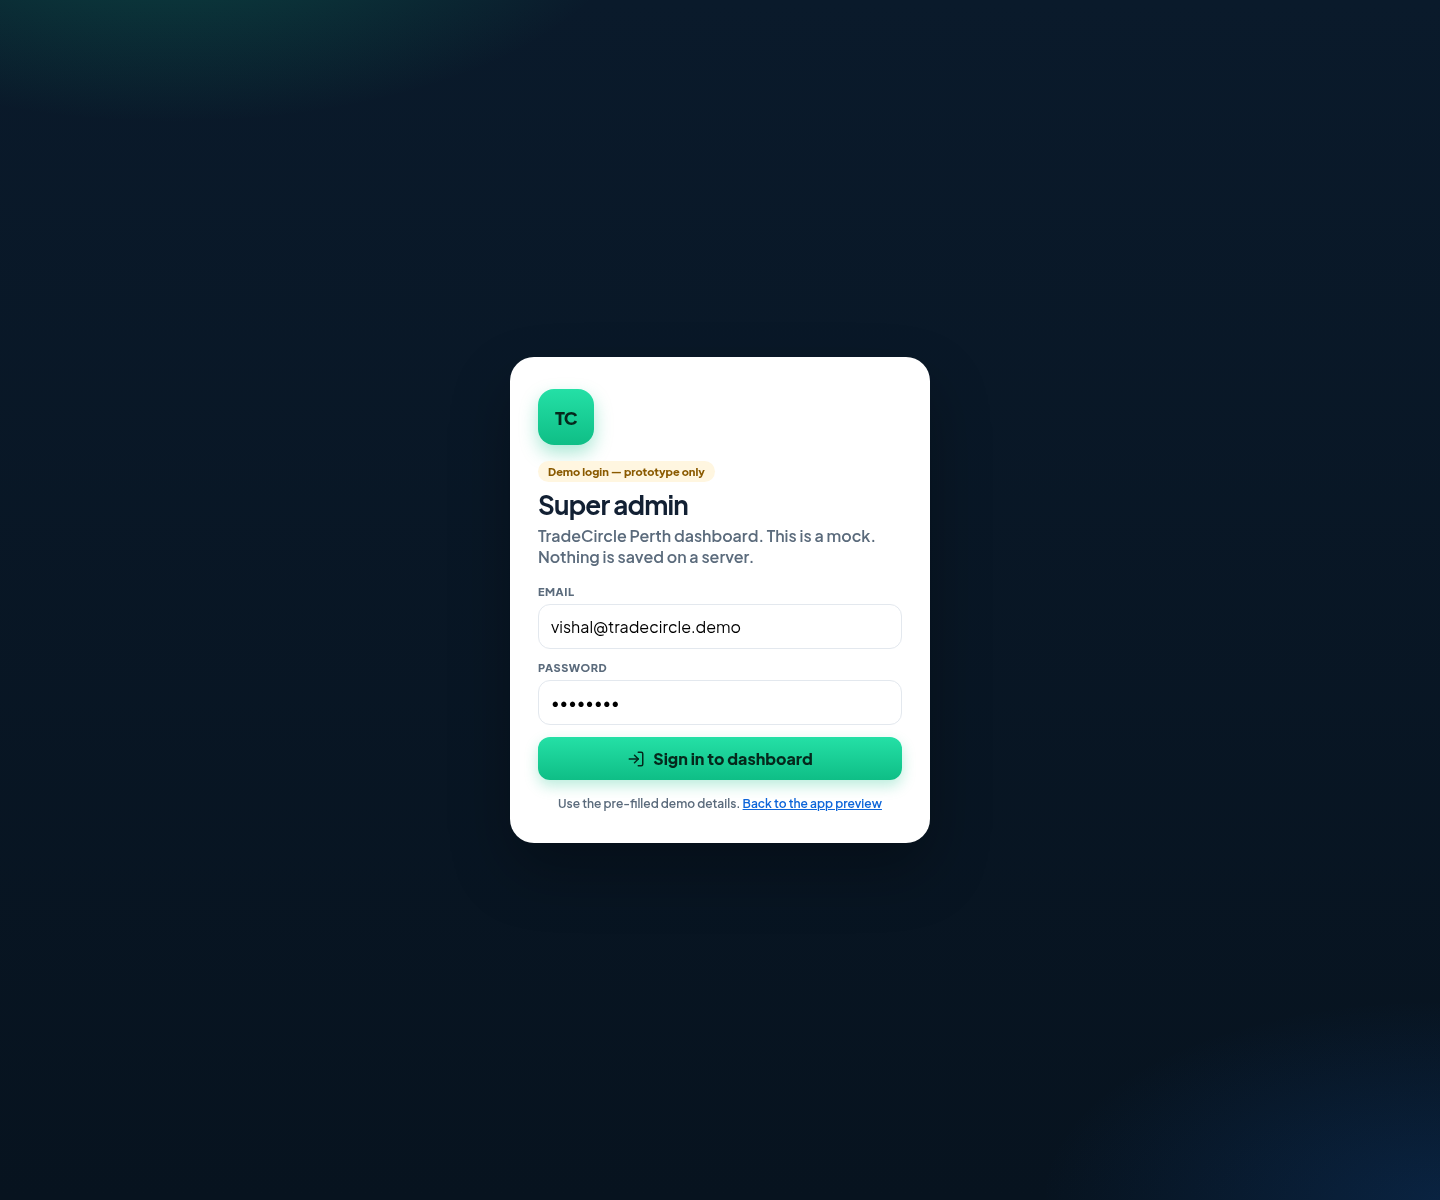 TC
Demo login — prototype only
Super admin
TradeCircle Perth dashboard. This is a mock.
Nothing is saved on a server.
EMAIL
vishal@tradecircle.demo
PASSWORD
••••••••
Sign in to dashboard
Use the pre-filled demo details. Back to the app preview